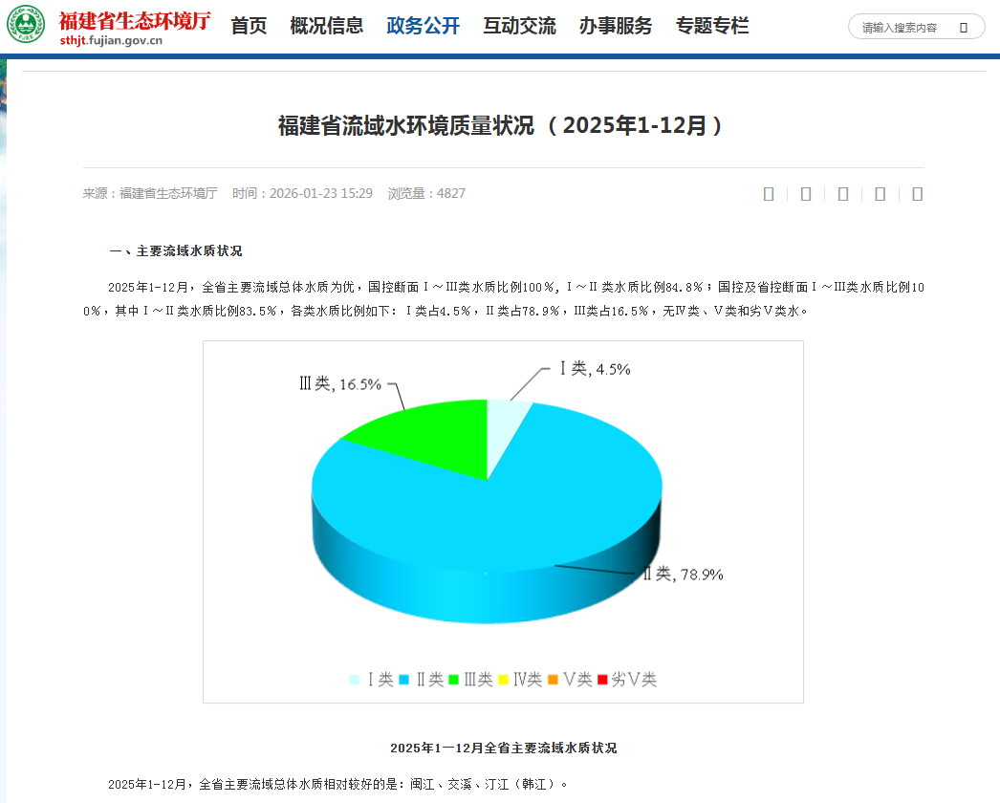 福建省生态环境厅
sthjt.fujian.gov.cn
首页 概况信息 政务公开 互动交流 办事服务 专题专栏
请输入搜索内容
福建省流域水环境质量状况（2025年1-12月）
来源：福建省生态环境厅 时间：2026-01-23 15:29 浏览量：4827
一、主要流域水质状况
2025年1-12月，全省主要流域总体水质为优，国控断面Ⅰ～Ⅲ类水质比例100%，Ⅰ～Ⅱ类水质比例84.8%；国控及省控断面Ⅰ～Ⅲ类水质比例10
0%，其中Ⅰ～Ⅱ类水质比例83.5%，各类水质比例如下：Ⅰ类占4.5%，Ⅱ类占78.9%，Ⅲ类占16.5%，无Ⅳ类、Ⅴ类和劣Ⅴ类水。
Ⅰ类, 4.5%
Ⅲ类, 16.5%
Ⅱ类, 78.9%
Ⅰ类 Ⅱ类 Ⅲ类 Ⅳ类 Ⅴ类 劣Ⅴ类
2025年1—12月全省主要流域水质状况
2025年1-12月，全省主要流域总体水质相对较好的是：闽江、交溪、汀江（韩江）。